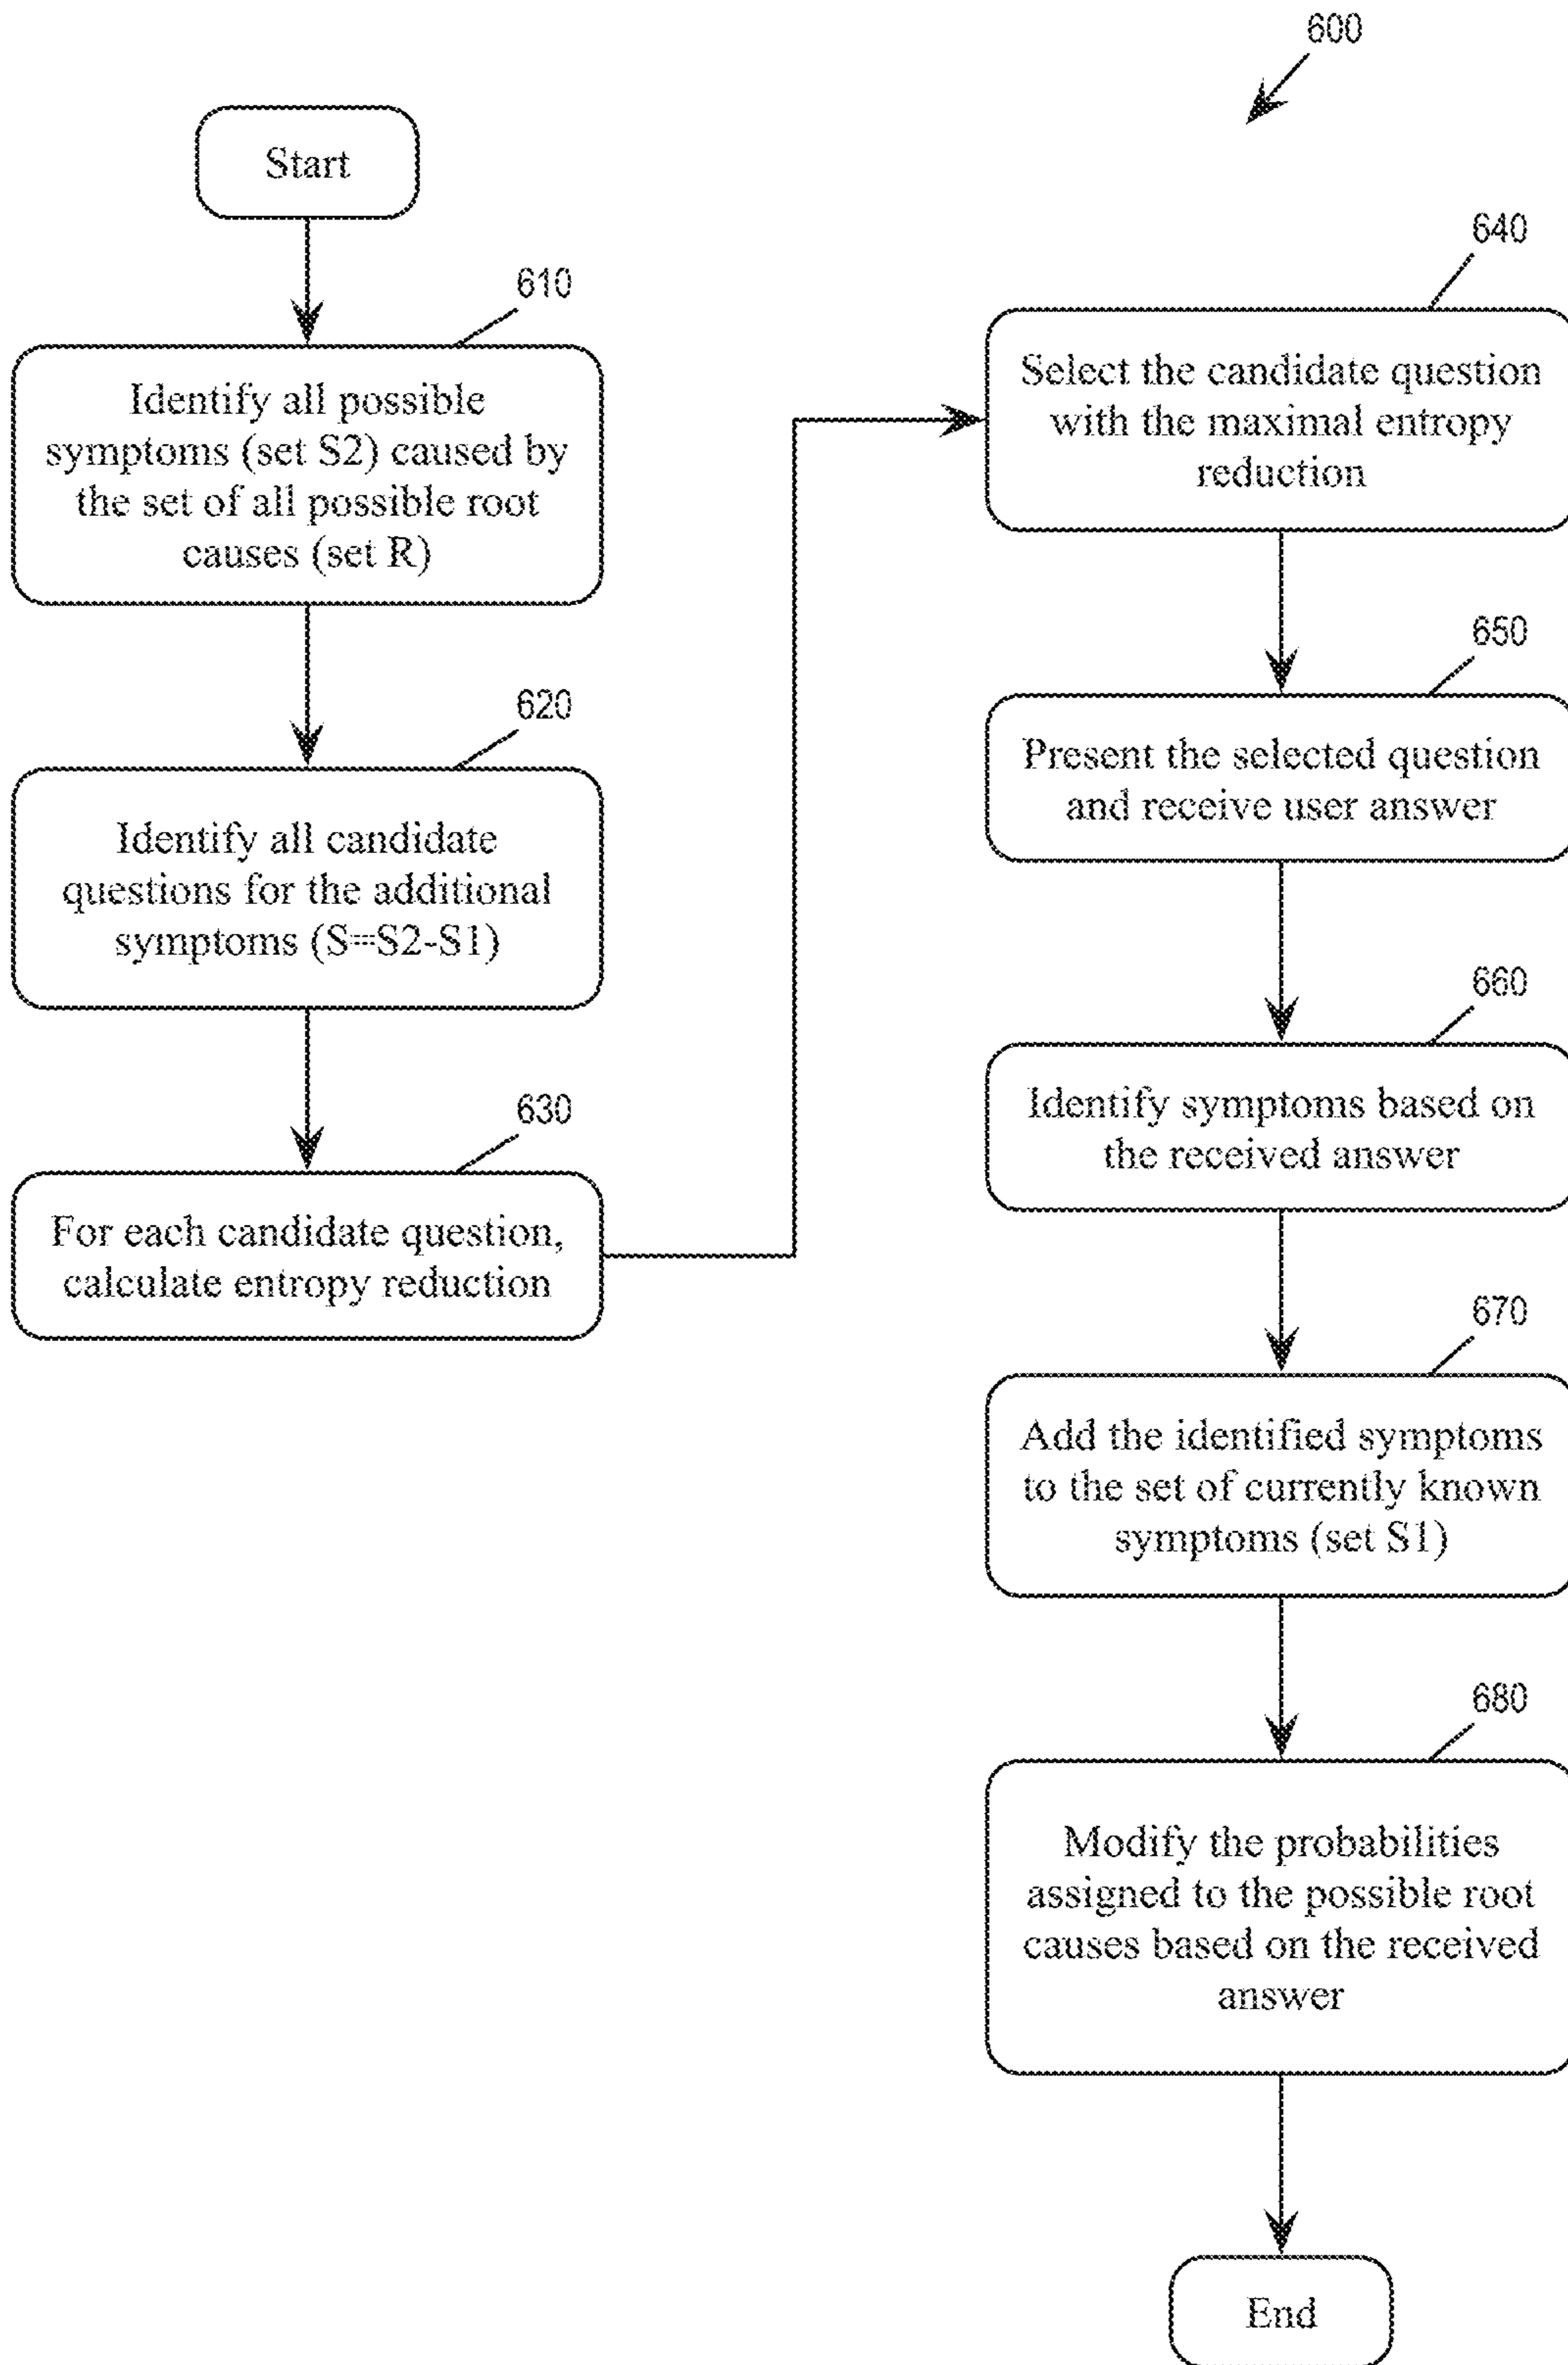 600
Start
610
Identify all possible
symptoms (set S2) caused by
the set of all possible root
causes (set R)
620
Identify all candidate
questions for the additional
symptoms (S=S2-S1)
630
For each candidate question,
calculate entropy reduction
640
Select the candidate question
with the maximal entropy
reduction
650
Present the selected question
and receive user answer
660
Identify symptoms based on
the received answer
670
Add the identified symptoms
to the set of currently known
symptoms (set S1)
680
Modify the probabilities
assigned to the possible root
causes based on the received
answer
End